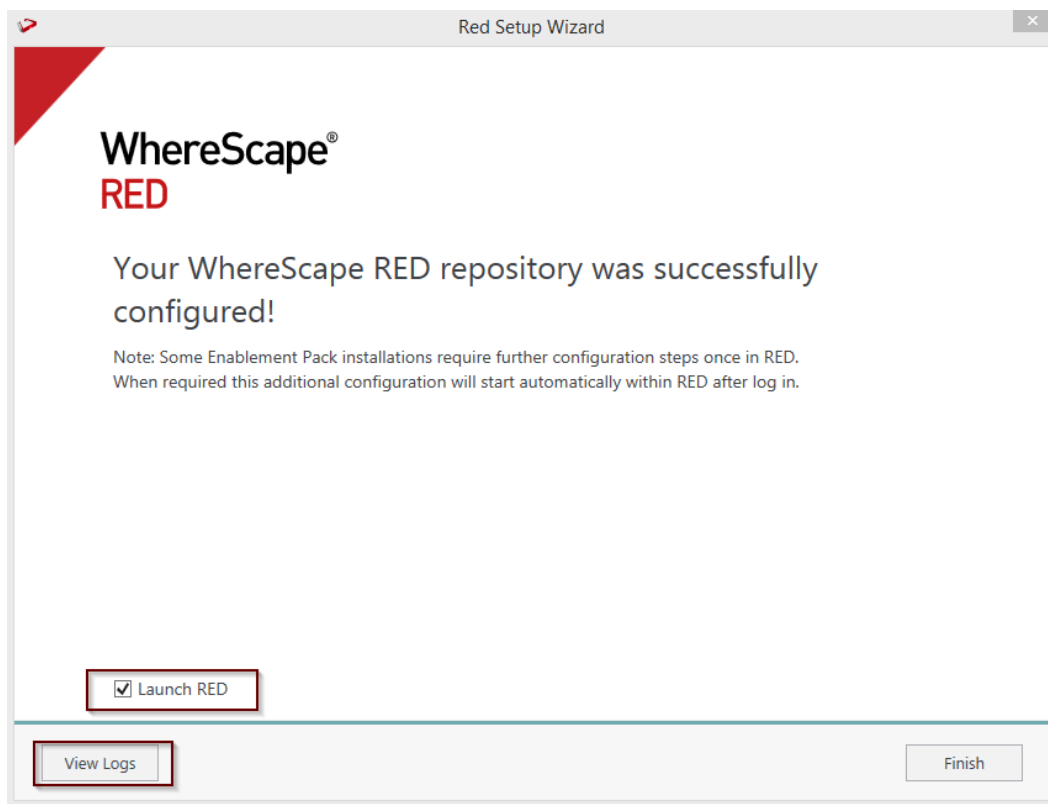 Red Setup Wizard
WhereScape®
RED
Your WhereScape RED repository was successfully
configured!
Note: Some Enablement Pack installations require further configuration steps once in RED.
When required this additional configuration will start automatically within RED after log in.
Launch RED
View Logs
Finish